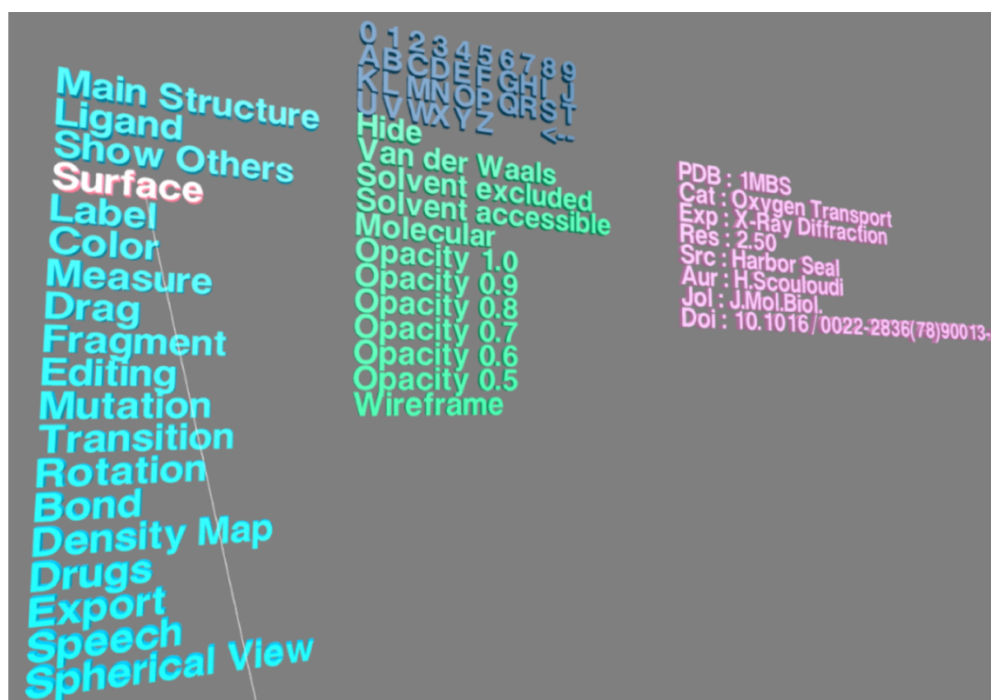 Main Structure
Ligand
Show Others
Surface
Label
Color
Measure
Drag
Fragment
Editing
Mutation
Transition
Rotation
Bond
Density Map
Drugs
Export
Speech
Spherical View
0 1 2 3 4 5 6 7 8 9
A B C D E F G H I J
K L M N O P Q R S T
U V W X Y Z <--
Hide
Van der Waals
Solvent excluded
Solvent accessible
Molecular
Opacity 1.0
Opacity 0.9
Opacity 0.8
Opacity 0.7
Opacity 0.6
Opacity 0.5
Wireframe
PDB : 1MBS
Cat : Oxygen Transport
Exp : X-Ray Diffraction
Res : 2.50
Src : Harbor Seal
Aur : H.Scouloudi
Jol : J.Mol.Biol.
Doi : 10.1016/0022-2836(78)90013-